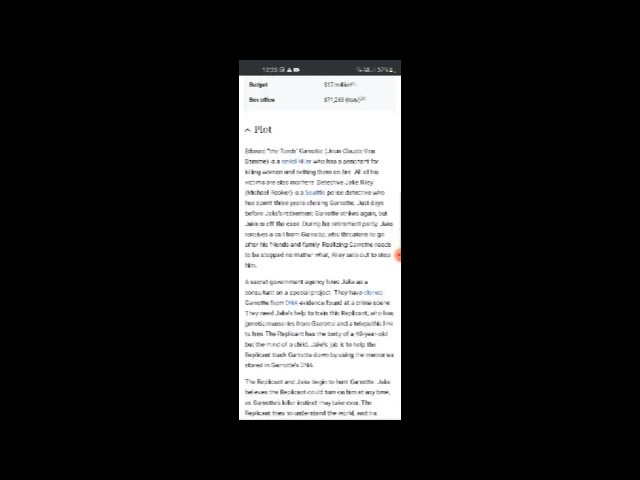 12:55
57%
Budget $17 million
Box office $71,253
Plot
Edward "the Torch" Garrotte (Jean-Claude Van
Damme) is a serial killer who has a penchant for
killing women and setting them on fire. All of his
victims are also mothers. Detective Jake Riley
(Michael Rooker) is a Seattle police detective who
has spent three years chasing Garrotte. Just days
before Jake's retirement Garrotte strikes again, but
Jake is off the case. During his retirement party, Jake
receives a call from Garrotte, who threatens to go
after his friends and family. Realizing Garrotte needs
to be stopped no matter what, Riley sets out to stop
him.
A secret government agency hires Jake as a
consultant on a special project. They have cloned
Garrotte from DNA evidence found at a crime scene.
They need Jake's help to train this Replicant, who has
genetic memories from Garrotte and a telepathic link
to him. The Replicant has the body of a 40-year-old
but the mind of a child. Jake's job is to help the
Replicant track Garrotte down by using the memories
stored in Garrotte's DNA.
The Replicant and Jake begin to hunt Garrotte. Jake
believes the Replicant could turn on him at any time,
as Garrotte's killer instinct may take over. The
Replicant tries to understand the world, and his